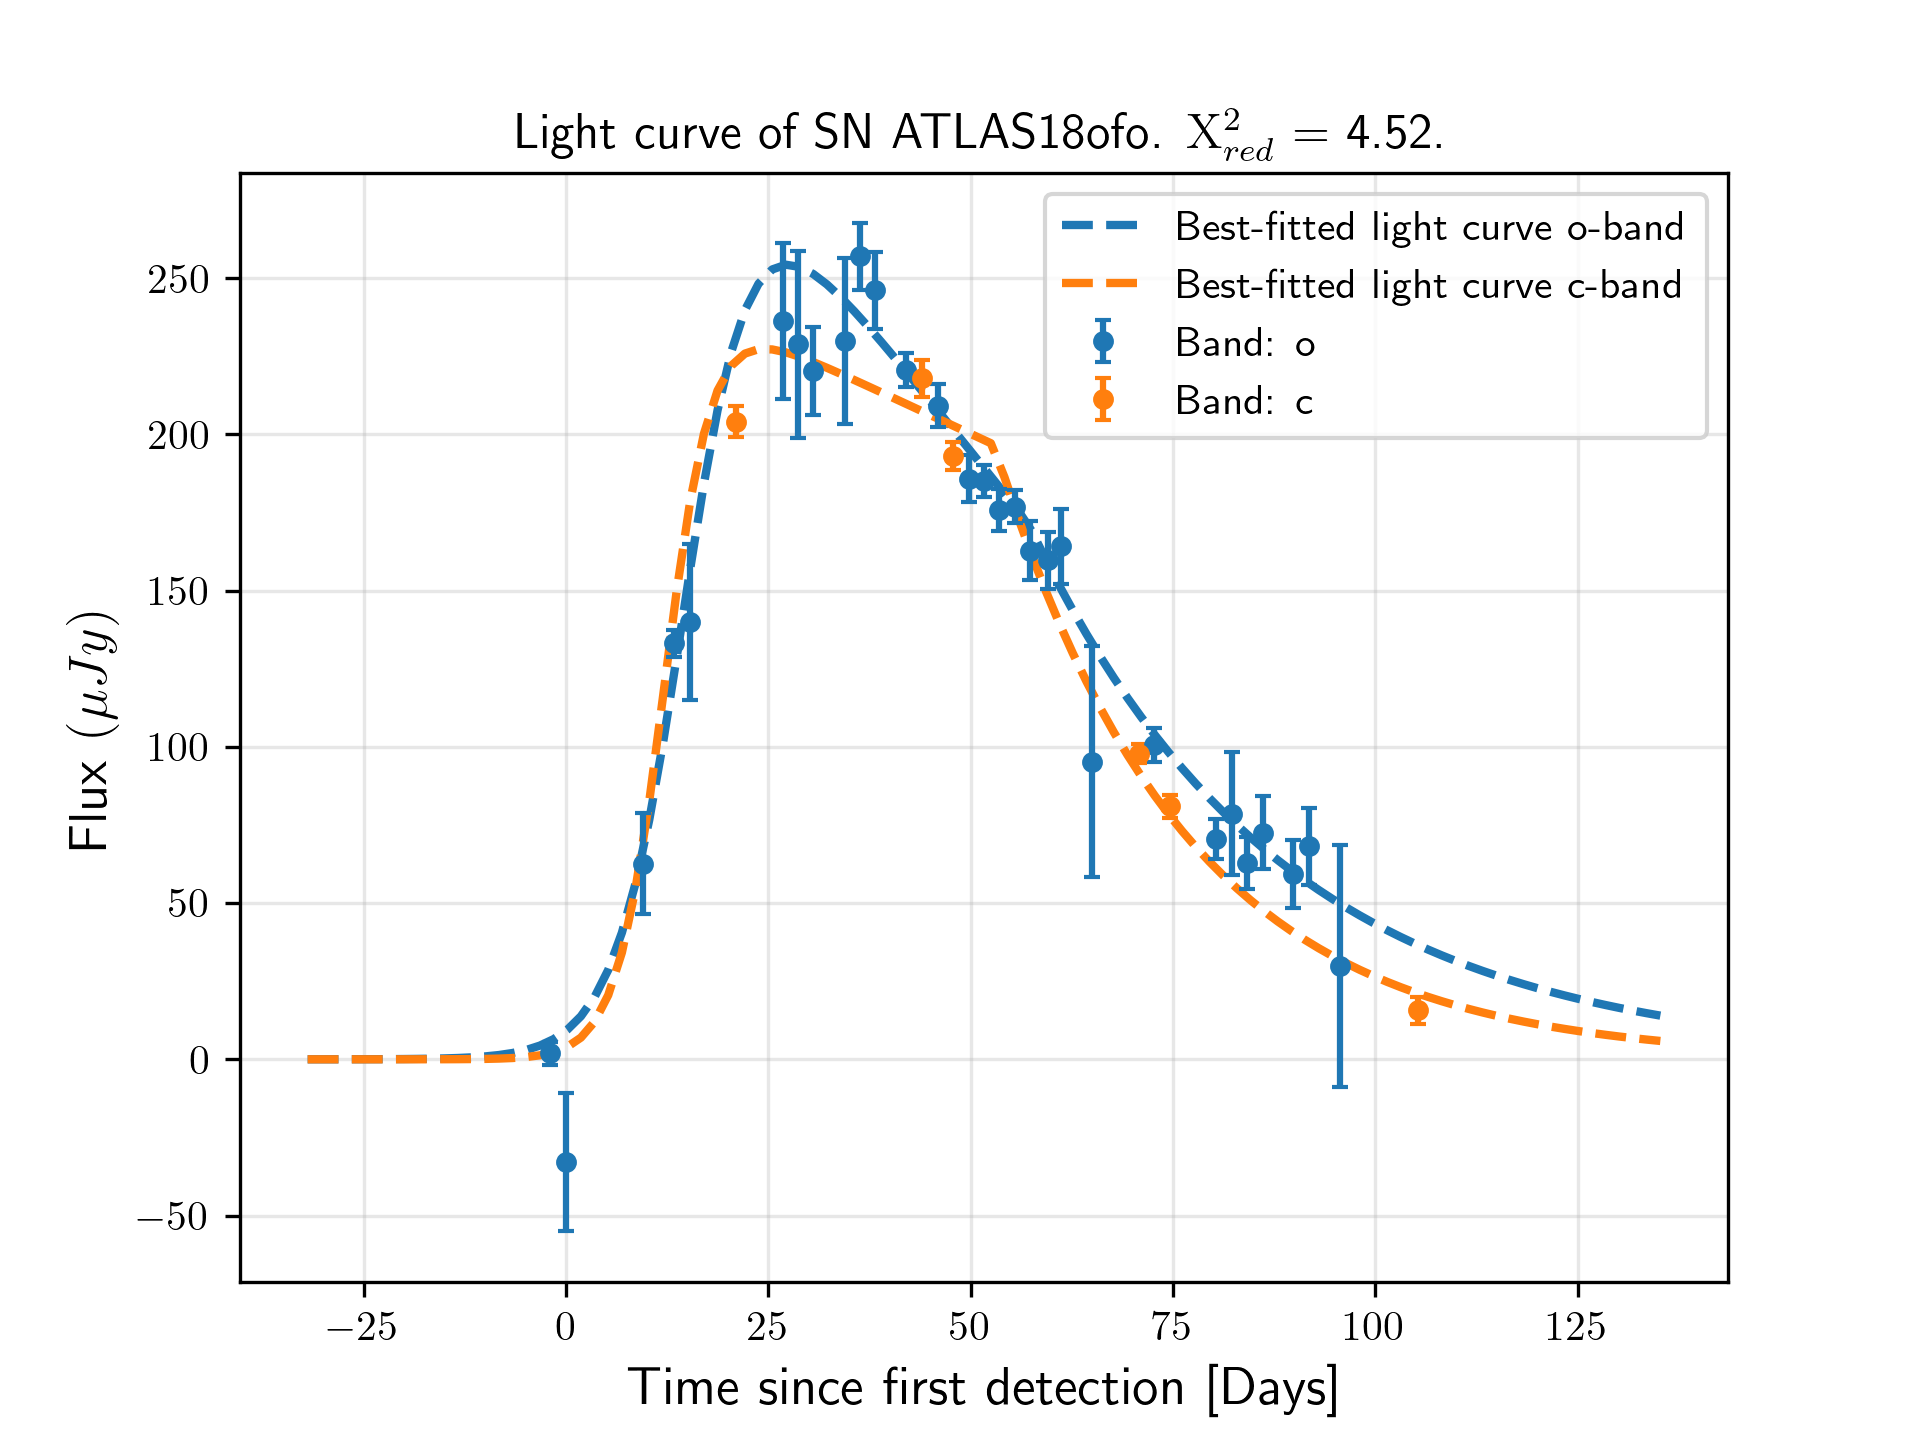 Light curve of SN ATLAS18ofo. X²_red = 4.52.
Best-fitted light curve o-band
Best-fitted light curve c-band
Band: o
Band: c
Flux (μJy)
250
200
150
100
50
0
−50
−25 0 25 50 75 100 125
Time since first detection [Days]